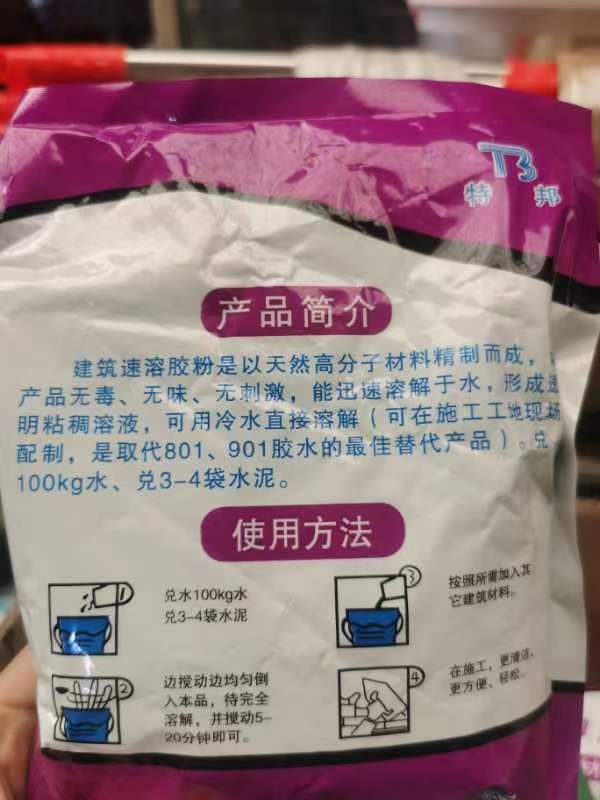 TB
特邦
产品简介
建筑速溶胶粉是以天然高分子材料精制而成，
产品无毒、无味、无刺激，能迅速溶解于水，形成透
明粘稠溶液，可用冷水直接溶解（可在施工工地现场
配制，是取代801、901胶水的最佳替代产品）。兑
100kg水、兑3-4袋水泥。
使用方法
1
兑水100kg水
兑3-4袋水泥
3
按照所需加入其
它建筑材料。
2
边搅动边均匀倒
入本品，待完全
溶解，并搅动5-
20分钟即可。
4
在施工，更清洁、
更方便、轻松。